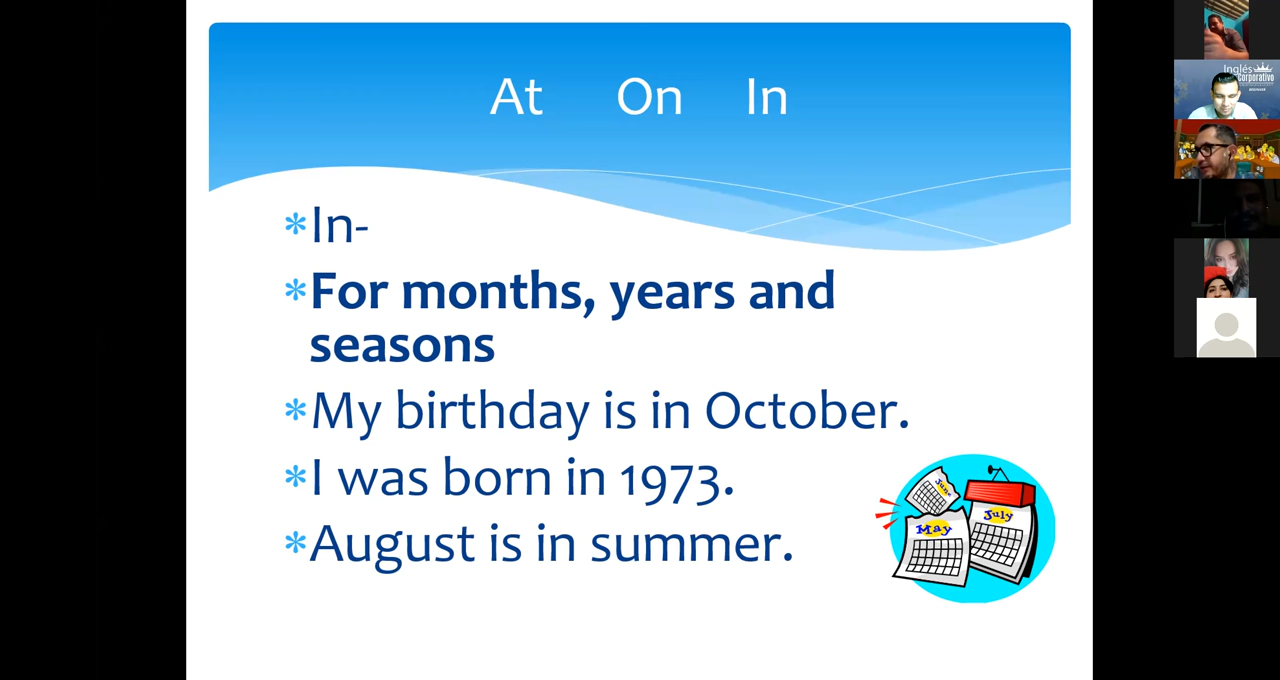 At On In
*In-
*For months, years and
seasons
*My birthday is in October.
*I was born in 1973.
*August is in summer.
June
May
July
Inglés
Corporativo